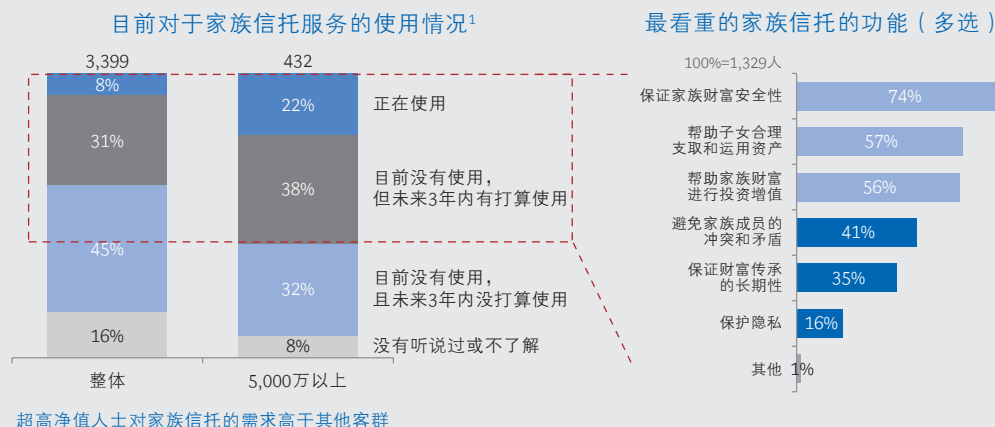 目前对于家族信托服务的使用情况1
3,399
432
8%
31%
45%
16%
22%
38%
32%
8%
正在使用
目前没有使用，
但未来3年内有打算使用
目前没有使用，
且未来3年内没打算使用
没有听说过或不了解
整体
5,000万以上
超高净值人士对家族信托的需求高于其他客群
最看重的家族信托的功能（多选）
100%=1,329人
保证家族财富安全性
74%
帮助子女合理
支取和运用资产
57%
帮助家族财富
进行投资增值
56%
避免家族成员的
冲突和矛盾
41%
保证财富传承
的长期性
35%
保护隐私
16%
其他
1%